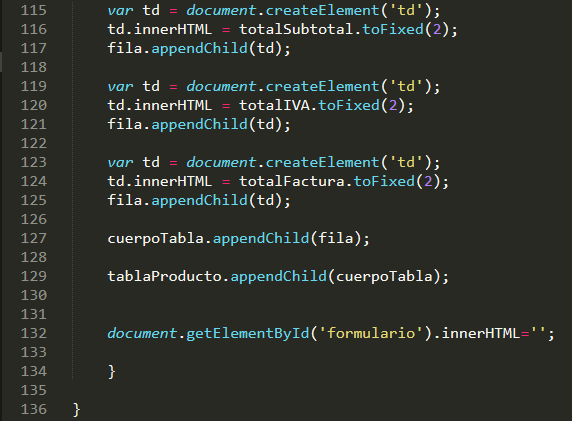 115 var td = document.createElement('td');
116 td.innerHTML = totalSubtotal.toFixed(2);
117 fila.appendChild(td);
118
119 var td = document.createElement('td');
120 td.innerHTML = totalIVA.toFixed(2);
121 fila.appendChild(td);
122
123 var td = document.createElement('td');
124 td.innerHTML = totalFactura.toFixed(2);
125 fila.appendChild(td);
126
127 cuerpoTabla.appendChild(fila);
128
129 tablaProducto.appendChild(cuerpoTabla);
130
131
132 document.getElementById('formulario').innerHTML='';
133
134 }
135
136 }